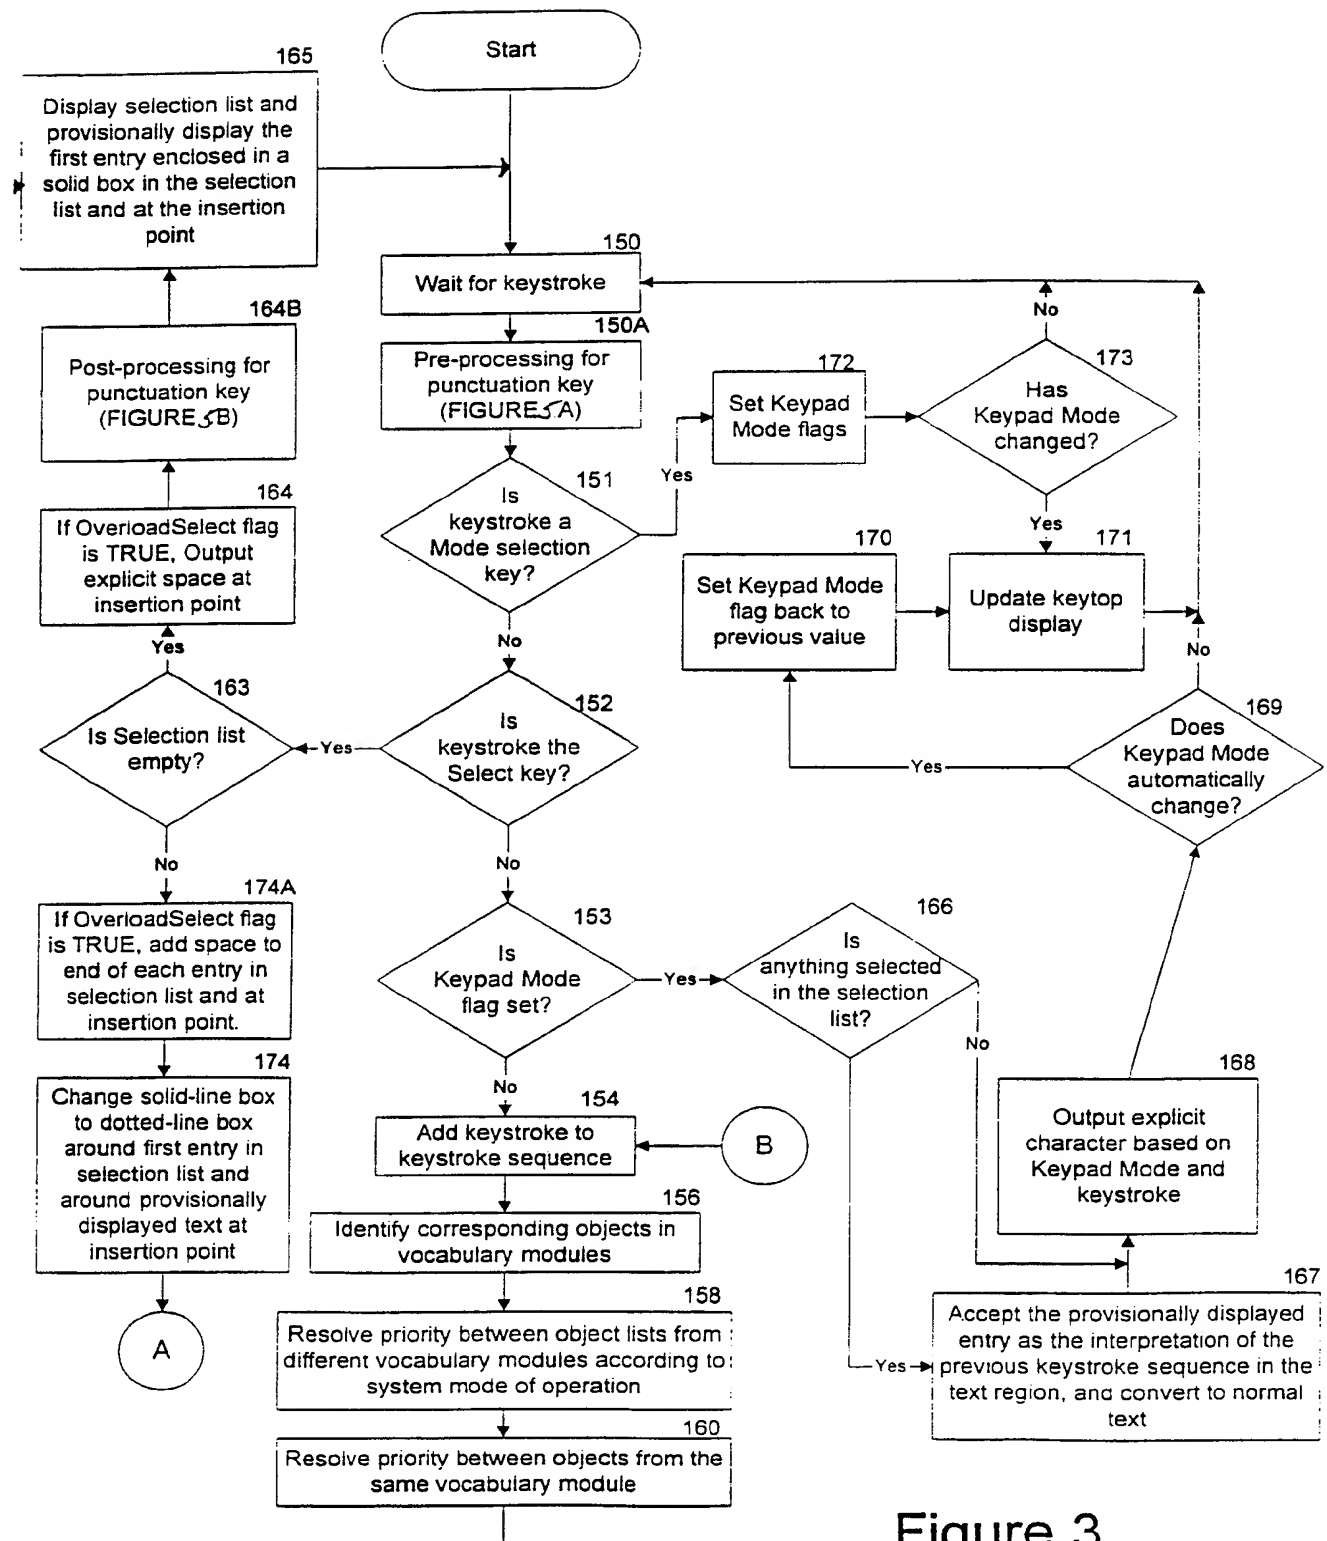 Start
165
Display selection list and
provisionally display the
first entry enclosed in a
solid box in the selection
list and at the insertion
point
150
Wait for keystroke
150A
Pre-processing for
punctuation key
(FIGURE 5A)
164B
Post-processing for
punctuation key
(FIGURE 5B)
172
Set Keypad
Mode flags
No
173
Has
Keypad Mode
changed?
Yes
151
Is
keystroke a
Mode selection
key?
Yes
164
If OverloadSelect flag
is TRUE, Output
explicit space at
insertion point
Yes
No
170
Set Keypad Mode
flag back to
previous value
171
Update keytop
display
No
163
Is Selection list
empty?
Yes
152
Is
keystroke the
Select key?
169
Does
Keypad Mode
automatically
change?
Yes
No
No
174A
If OverloadSelect flag
is TRUE, add space to
end of each entry in
selection list and at
insertion point.
153
Is
Keypad Mode
flag set?
Yes
166
Is
anything selected
in the selection
list?
No
174
Change solid-line box
to dotted-line box
around first entry in
selection list and
around provisionally
displayed text at
insertion point
No
154
Add keystroke to
keystroke sequence
B
168
Output explicit
character based on
Keypad Mode and
keystroke
156
Identify corresponding objects in
vocabulary modules
A
158
Resolve priority between object lists from
different vocabulary modules according to
system mode of operation
Yes
167
Accept the provisionally displayed
entry as the interpretation of the
previous keystroke sequence in the
text region, and convert to normal
text
160
Resolve priority between objects from the
same vocabulary module
Figure 3